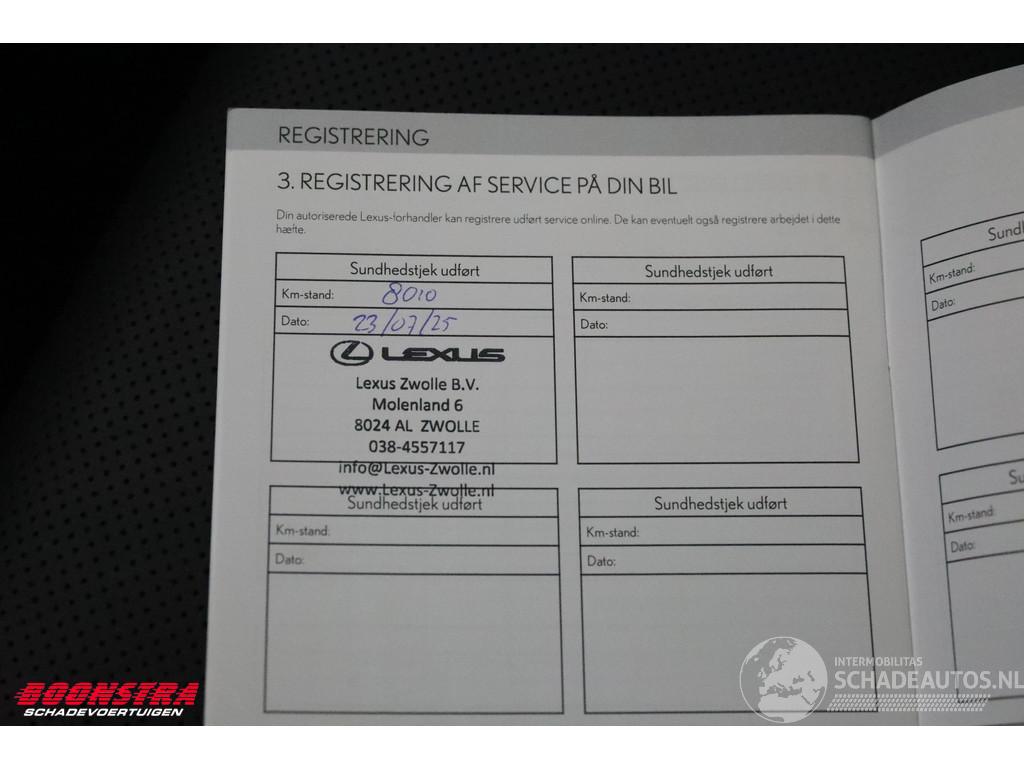 REGISTRERING
3. REGISTRERING AF SERVICE PÅ DIN BIL
Din autoriserede Lexus-forhandler kan registrere udført service online. De kan eventuelt også registrere arbejdet i dette
hæfte.
Sundhedstjek udført
Km-stand: 8010
Dato: 23/07/25
LEXUS
Lexus Zwolle B.V.
Molenland 6
8024 AL ZWOLLE
038-4557117
info@Lexus-Zwolle.nl
www.Lexus-Zwolle.nl
Sundhedstjek udført
Km-stand:
Dato:
Sundhedstjek udført
Km-stand:
Dato:
Sundhedstjek udført
Km-stand:
Dato:
Km-stand:
Dato:
Km-stand:
Dato:
BOONSTRA
SCHADEVOERTUIGEN
INTERMOBILITAS
SCHADEAUTOS.NL